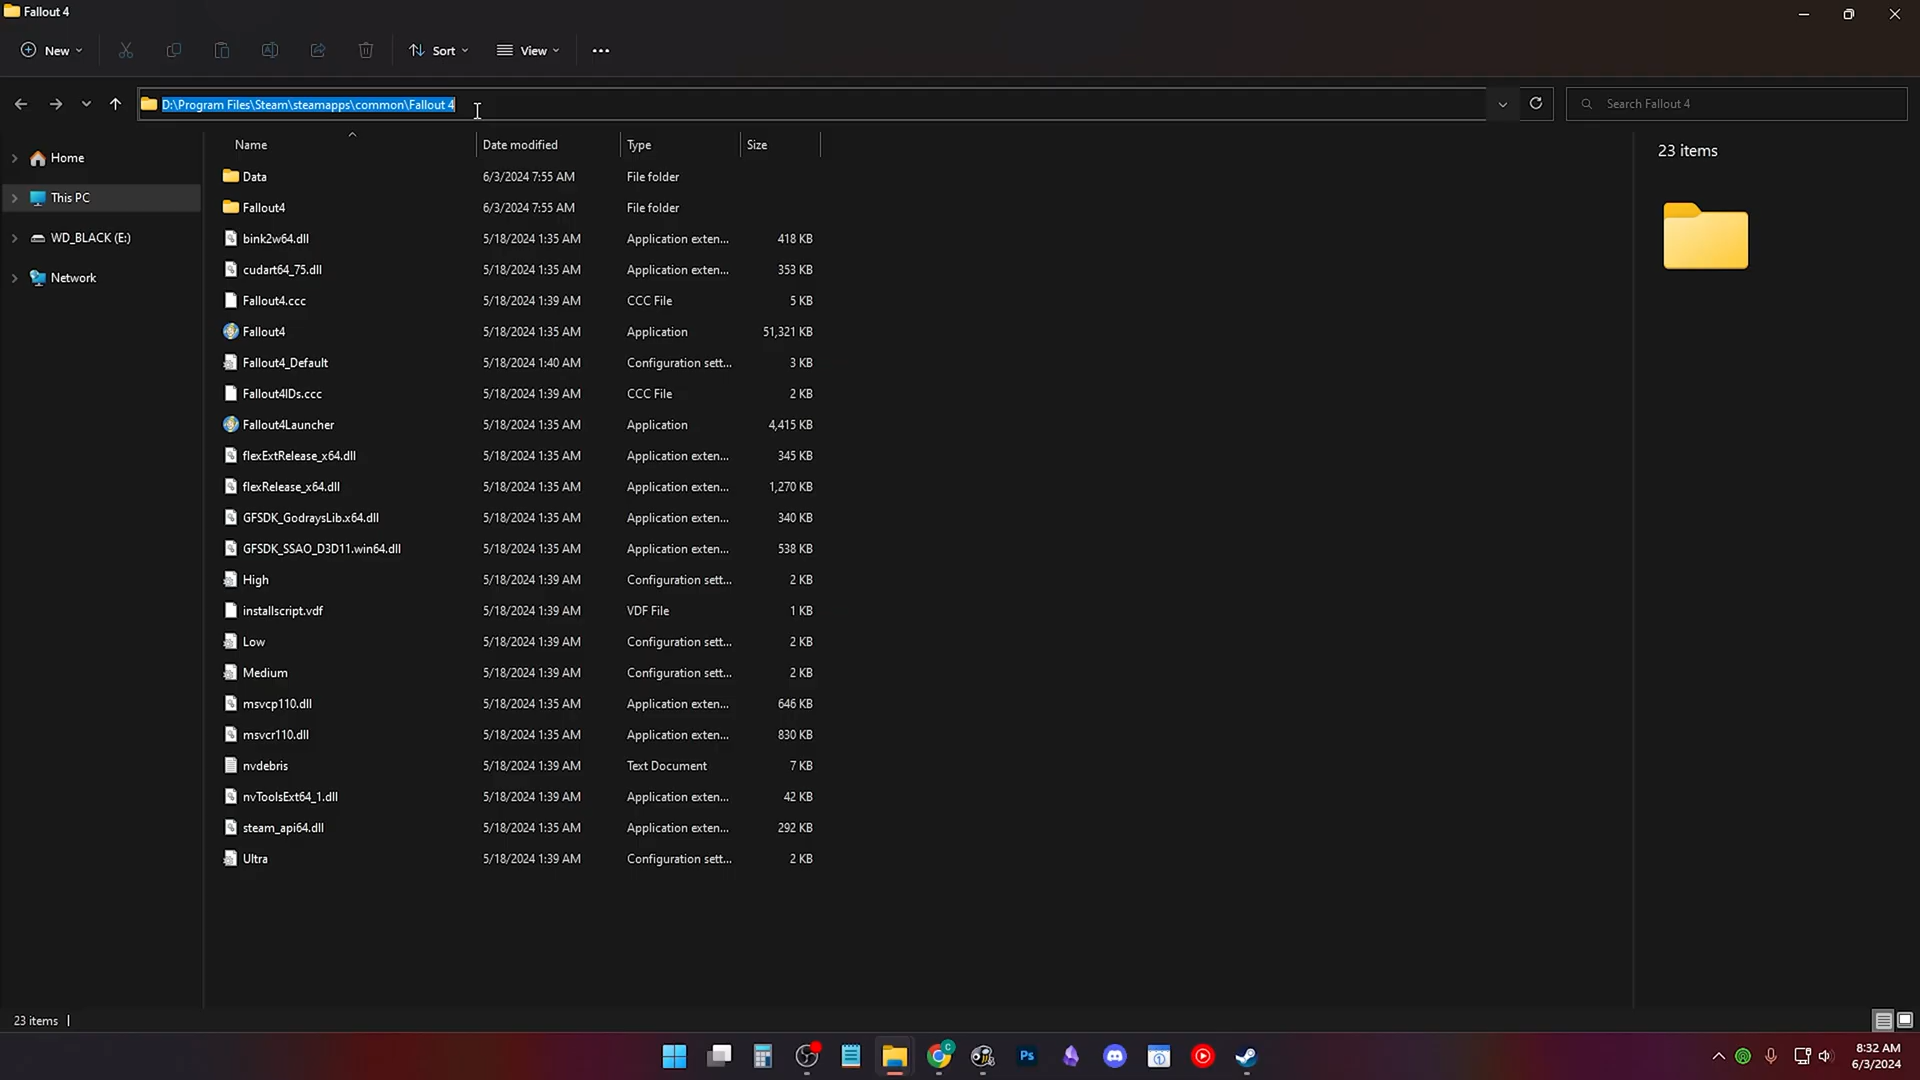 Fallout 4
New
Sort
View
D:\Program Files\Steam\steamapps\common\Fallout 4
Search Fallout 4
Home
This PC
WD_BLACK (E:)
Network
Name Date modified Type Size
Data 6/3/2024 7:55 AM File folder
Fallout4 6/3/2024 7:55 AM File folder
bink2w64.dll 5/18/2024 1:35 AM Application exten... 418 KB
cudart64_75.dll 5/18/2024 1:35 AM Application exten... 353 KB
Fallout4.ccc 5/18/2024 1:39 AM CCC File 5 KB
Fallout4 5/18/2024 1:35 AM Application 51,321 KB
Fallout4_Default 5/18/2024 1:40 AM Configuration sett... 3 KB
Fallout4IDs.ccc 5/18/2024 1:39 AM CCC File 2 KB
Fallout4Launcher 5/18/2024 1:35 AM Application 4,415 KB
flexExtRelease_x64.dll 5/18/2024 1:35 AM Application exten... 345 KB
flexRelease_x64.dll 5/18/2024 1:35 AM Application exten... 1,270 KB
GFSDK_GodraysLib.x64.dll 5/18/2024 1:35 AM Application exten... 340 KB
GFSDK_SSAO_D3D11.win64.dll 5/18/2024 1:35 AM Application exten... 538 KB
High 5/18/2024 1:39 AM Configuration sett... 2 KB
installscript.vdf 5/18/2024 1:39 AM VDF File 1 KB
Low 5/18/2024 1:39 AM Configuration sett... 2 KB
Medium 5/18/2024 1:39 AM Configuration sett... 2 KB
msvcp110.dll 5/18/2024 1:35 AM Application exten... 646 KB
msvcr110.dll 5/18/2024 1:35 AM Application exten... 830 KB
nvdebris 5/18/2024 1:39 AM Text Document 7 KB
nvToolsExt64_1.dll 5/18/2024 1:39 AM Application exten... 42 KB
steam_api64.dll 5/18/2024 1:35 AM Application exten... 292 KB
Ultra 5/18/2024 1:39 AM Configuration sett... 2 KB
23 items
23 items
C
Ps
1
8:32 AM
6/3/2024